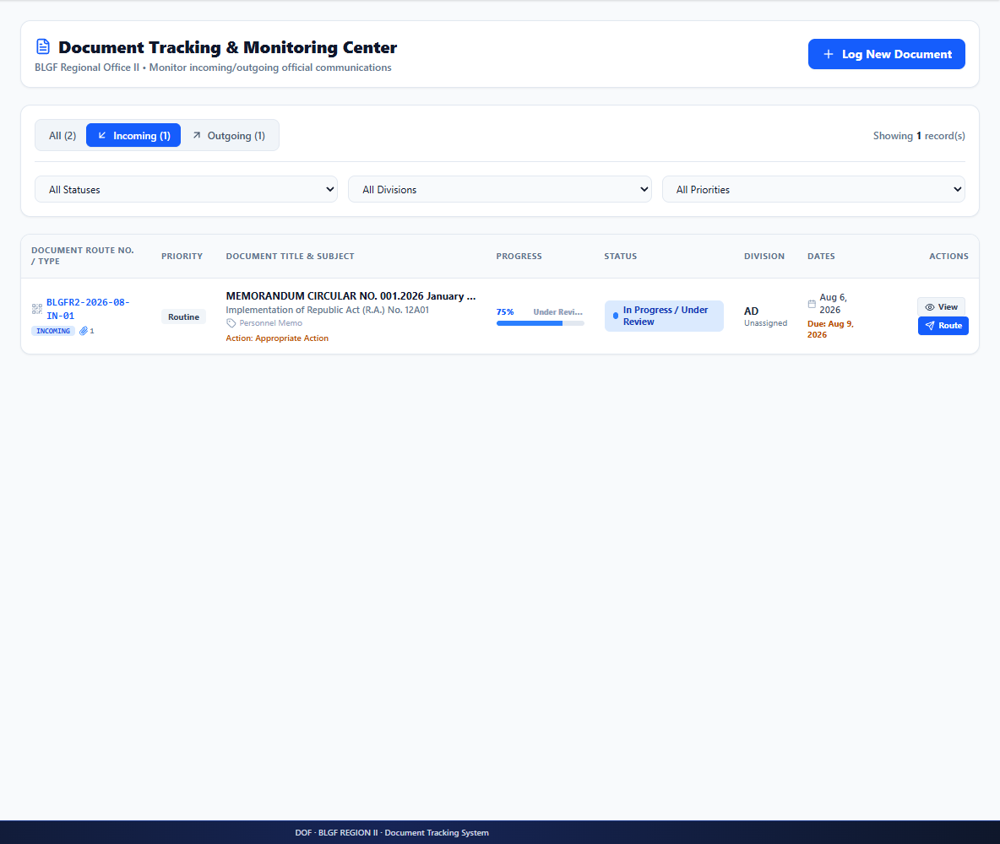 Document Tracking & Monitoring Center
BLGF Regional Office II • Monitor incoming/outgoing official communications
Log New Document
All (2)
Incoming (1)
Outgoing (1)
Showing 1 record(s)
All Statuses
All Divisions
All Priorities
DOCUMENT ROUTE NO.
/ TYPE
PRIORITY
DOCUMENT TITLE & SUBJECT
PROGRESS
STATUS
DIVISION
DATES
ACTIONS
BLGFR2-2026-08-
IN-01
INCOMING
1
Routine
MEMORANDUM CIRCULAR NO. 001.2026 January ...
Implementation of Republic Act (R.A.) No. 12A01
Personnel Memo
Action: Appropriate Action
75%
Under Revi...
In Progress / Under
Review
AD
Unassigned
Aug 6,
2026
Due: Aug 9,
2026
View
Route
DOF · BLGF REGION II · Document Tracking System